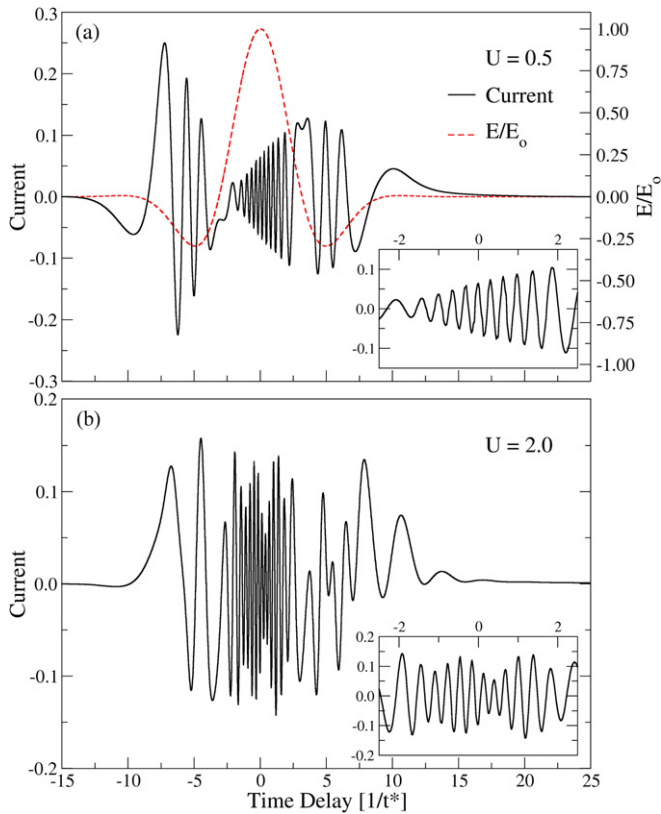 (a)
U = 0.5
Current
E/Eo
0.3
0.2
0.1
0.0
-0.1
-0.2
-0.3
Current
1.00
0.75
0.50
0.25
0.00
-0.25
-0.50
-0.75
-1.00
E/Eo
-2 0 2
0.1
0.0
-0.1
(b)
U = 2.0
0.2
0.1
0.0
-0.1
-0.2
Current
-2 0 2
0.2
0.1
0.0
-0.1
0.2
-15 -10 -5 0 5 10 15 20 25
Time Delay [1/t*]